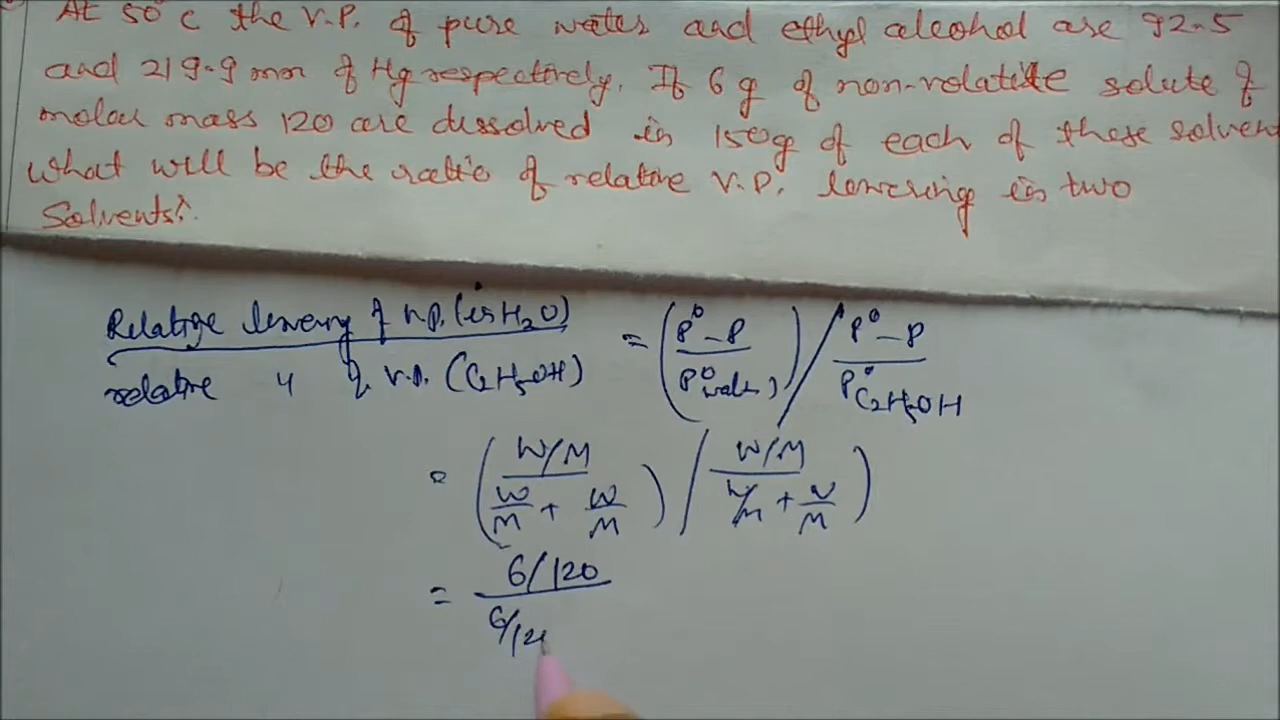 At 50°C the V.P. of pure water and ethyl alcohol are 92.5
and 219.9 mm of Hg respectively. If 6 g of non-volatile solute of
molar mass 120 are dissolved in 150g of each of these solvent
what will be the ratio of relative V.P. lowering in two
Solvents?
Relative lowering of v.p. (in H2O) = (P° - P / P° water) / P° - P / P° C2H5OH
relative " of v.p. (C2H5OH)
= (W/M / W/M + W/M) / W/M / W/M + W/M)
= 6/120
6/12